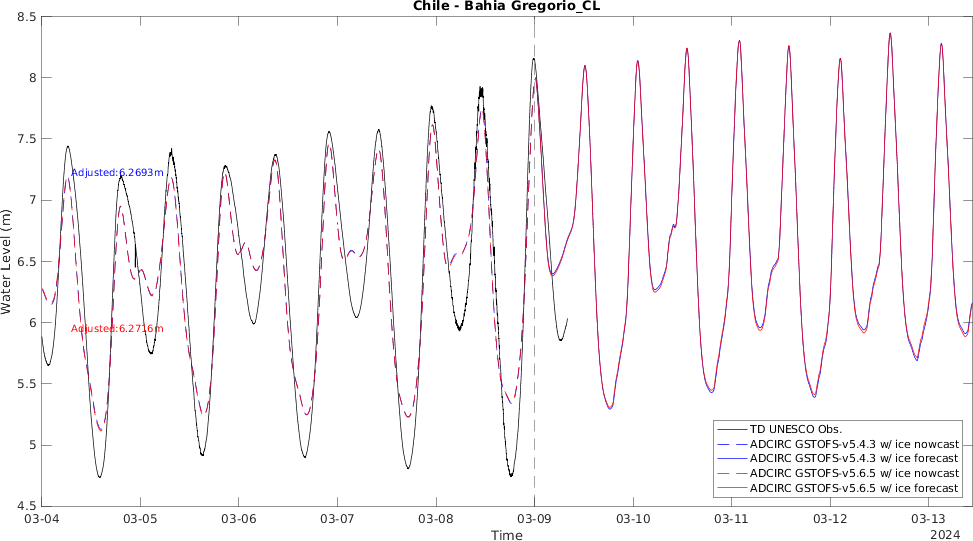 Chile - Bahia Gregorio_CL
8.5
8
7.5
7
6.5
6
5.5
5
4.5
Water Level (m)
Adjusted:6.2693m
Adjusted:6.2716m
TD UNESCO Obs.
ADCIRC GSTOFS-v5.4.3 w/ ice nowcast
ADCIRC GSTOFS-v5.4.3 w/ ice forecast
ADCIRC GSTOFS-v5.6.5 w/ ice nowcast
ADCIRC GSTOFS-v5.6.5 w/ ice forecast
03-04 03-05 03-06 03-07 03-08 03-09 03-10 03-11 03-12 03-13
Time
2024